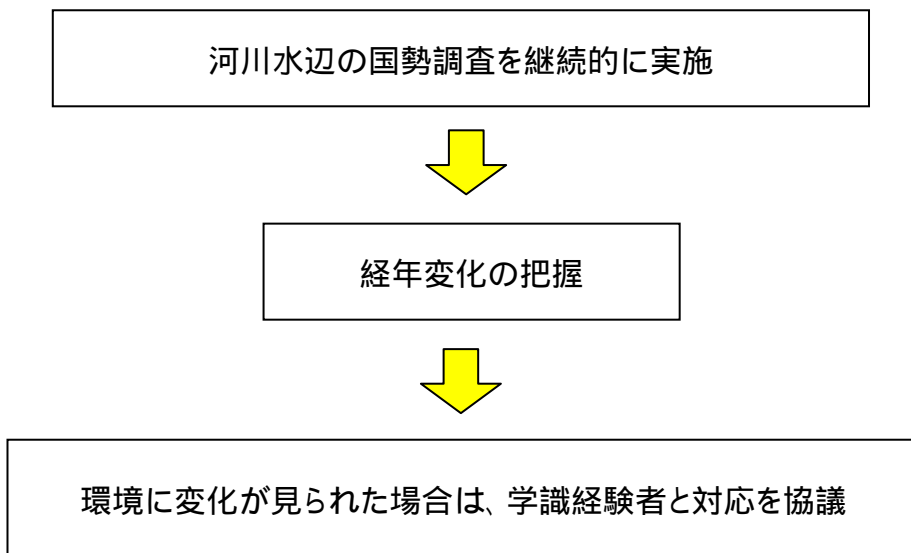 河川水辺の国勢調査を継続的に実施
経年変化の把握
環境に変化が見られた場合は、学識経験者と対応を協議